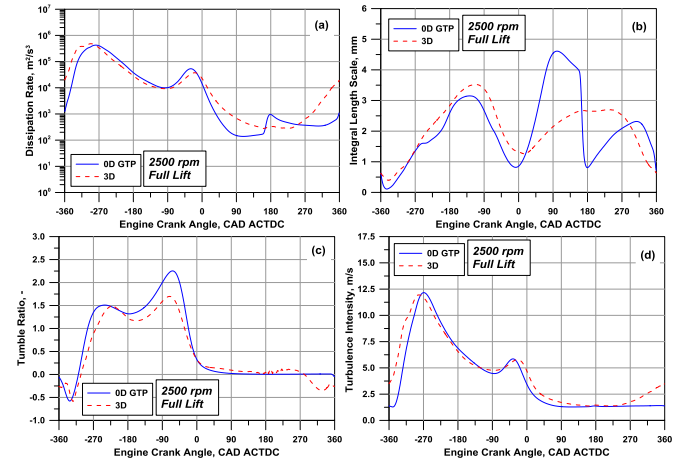 10⁷
10⁶
10⁵
10⁴
10³
10²
10¹
10⁰
Dissipation Rate, m²/s³
(a)
0D GTP
3D
2500 rpm
Full Lift
-360 -270 -180 -90 0 90 180 270 360
Engine Crank Angle, CAD ACTDC
6
5
4
3
2
1
0
Integral Length Scale, mm
(b)
0D GTP
3D
2500 rpm
Full Lift
-360 -270 -180 -90 0 90 180 270 360
Engine Crank Angle, CAD ACTDC
3.0
2.5
2.0
1.5
1.0
0.5
0.0
-0.5
-1.0
Tumble Ratio, -
(c)
0D GTP
3D
2500 rpm
Full Lift
-360 -270 -180 -90 0 90 180 270 360
Engine Crank Angle, CAD ACTDC
17.5
15.0
12.5
10.0
7.5
5.0
2.5
0.0
Turbulence Intensity, m/s
(d)
0D GTP
3D
2500 rpm
Full Lift
-360 -270 -180 -90 0 90 180 270 360
Engine Crank Angle, CAD ACTDC